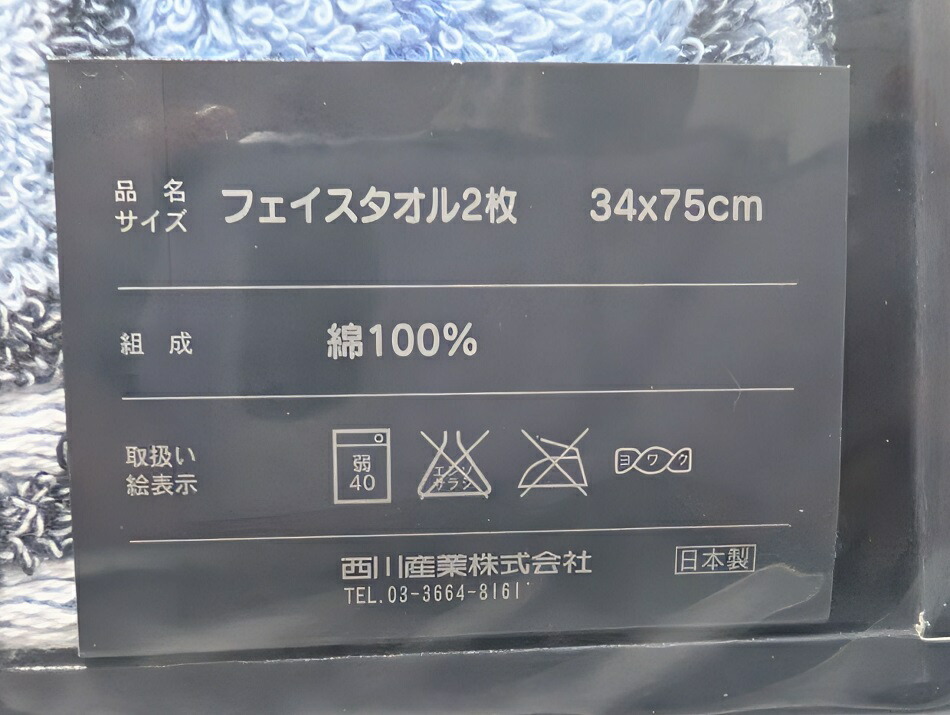 品名 フェイスタオル2枚 34x75cm
サイズ
組成 綿100%
取扱い
絵表示
弱
40
エンソ
サラシ
ヨワク
西川産業株式会社 日本製
TEL.03-3664-8161